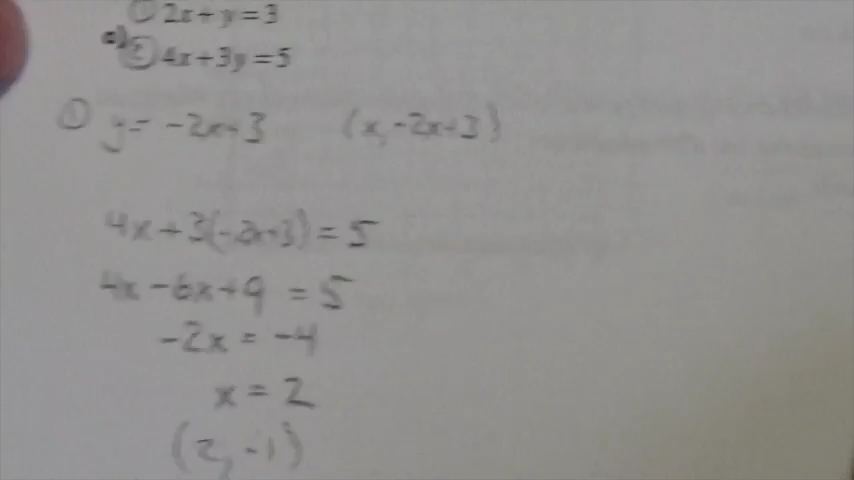 ① 2x + y = 3
a) ② 4x + 3y = 5
① y = -2x+3 (x, -2x+3)
4x + 3(-2x+3) = 5
4x - 6x + 9 = 5
-2x = -4
x = 2
(2, -1)